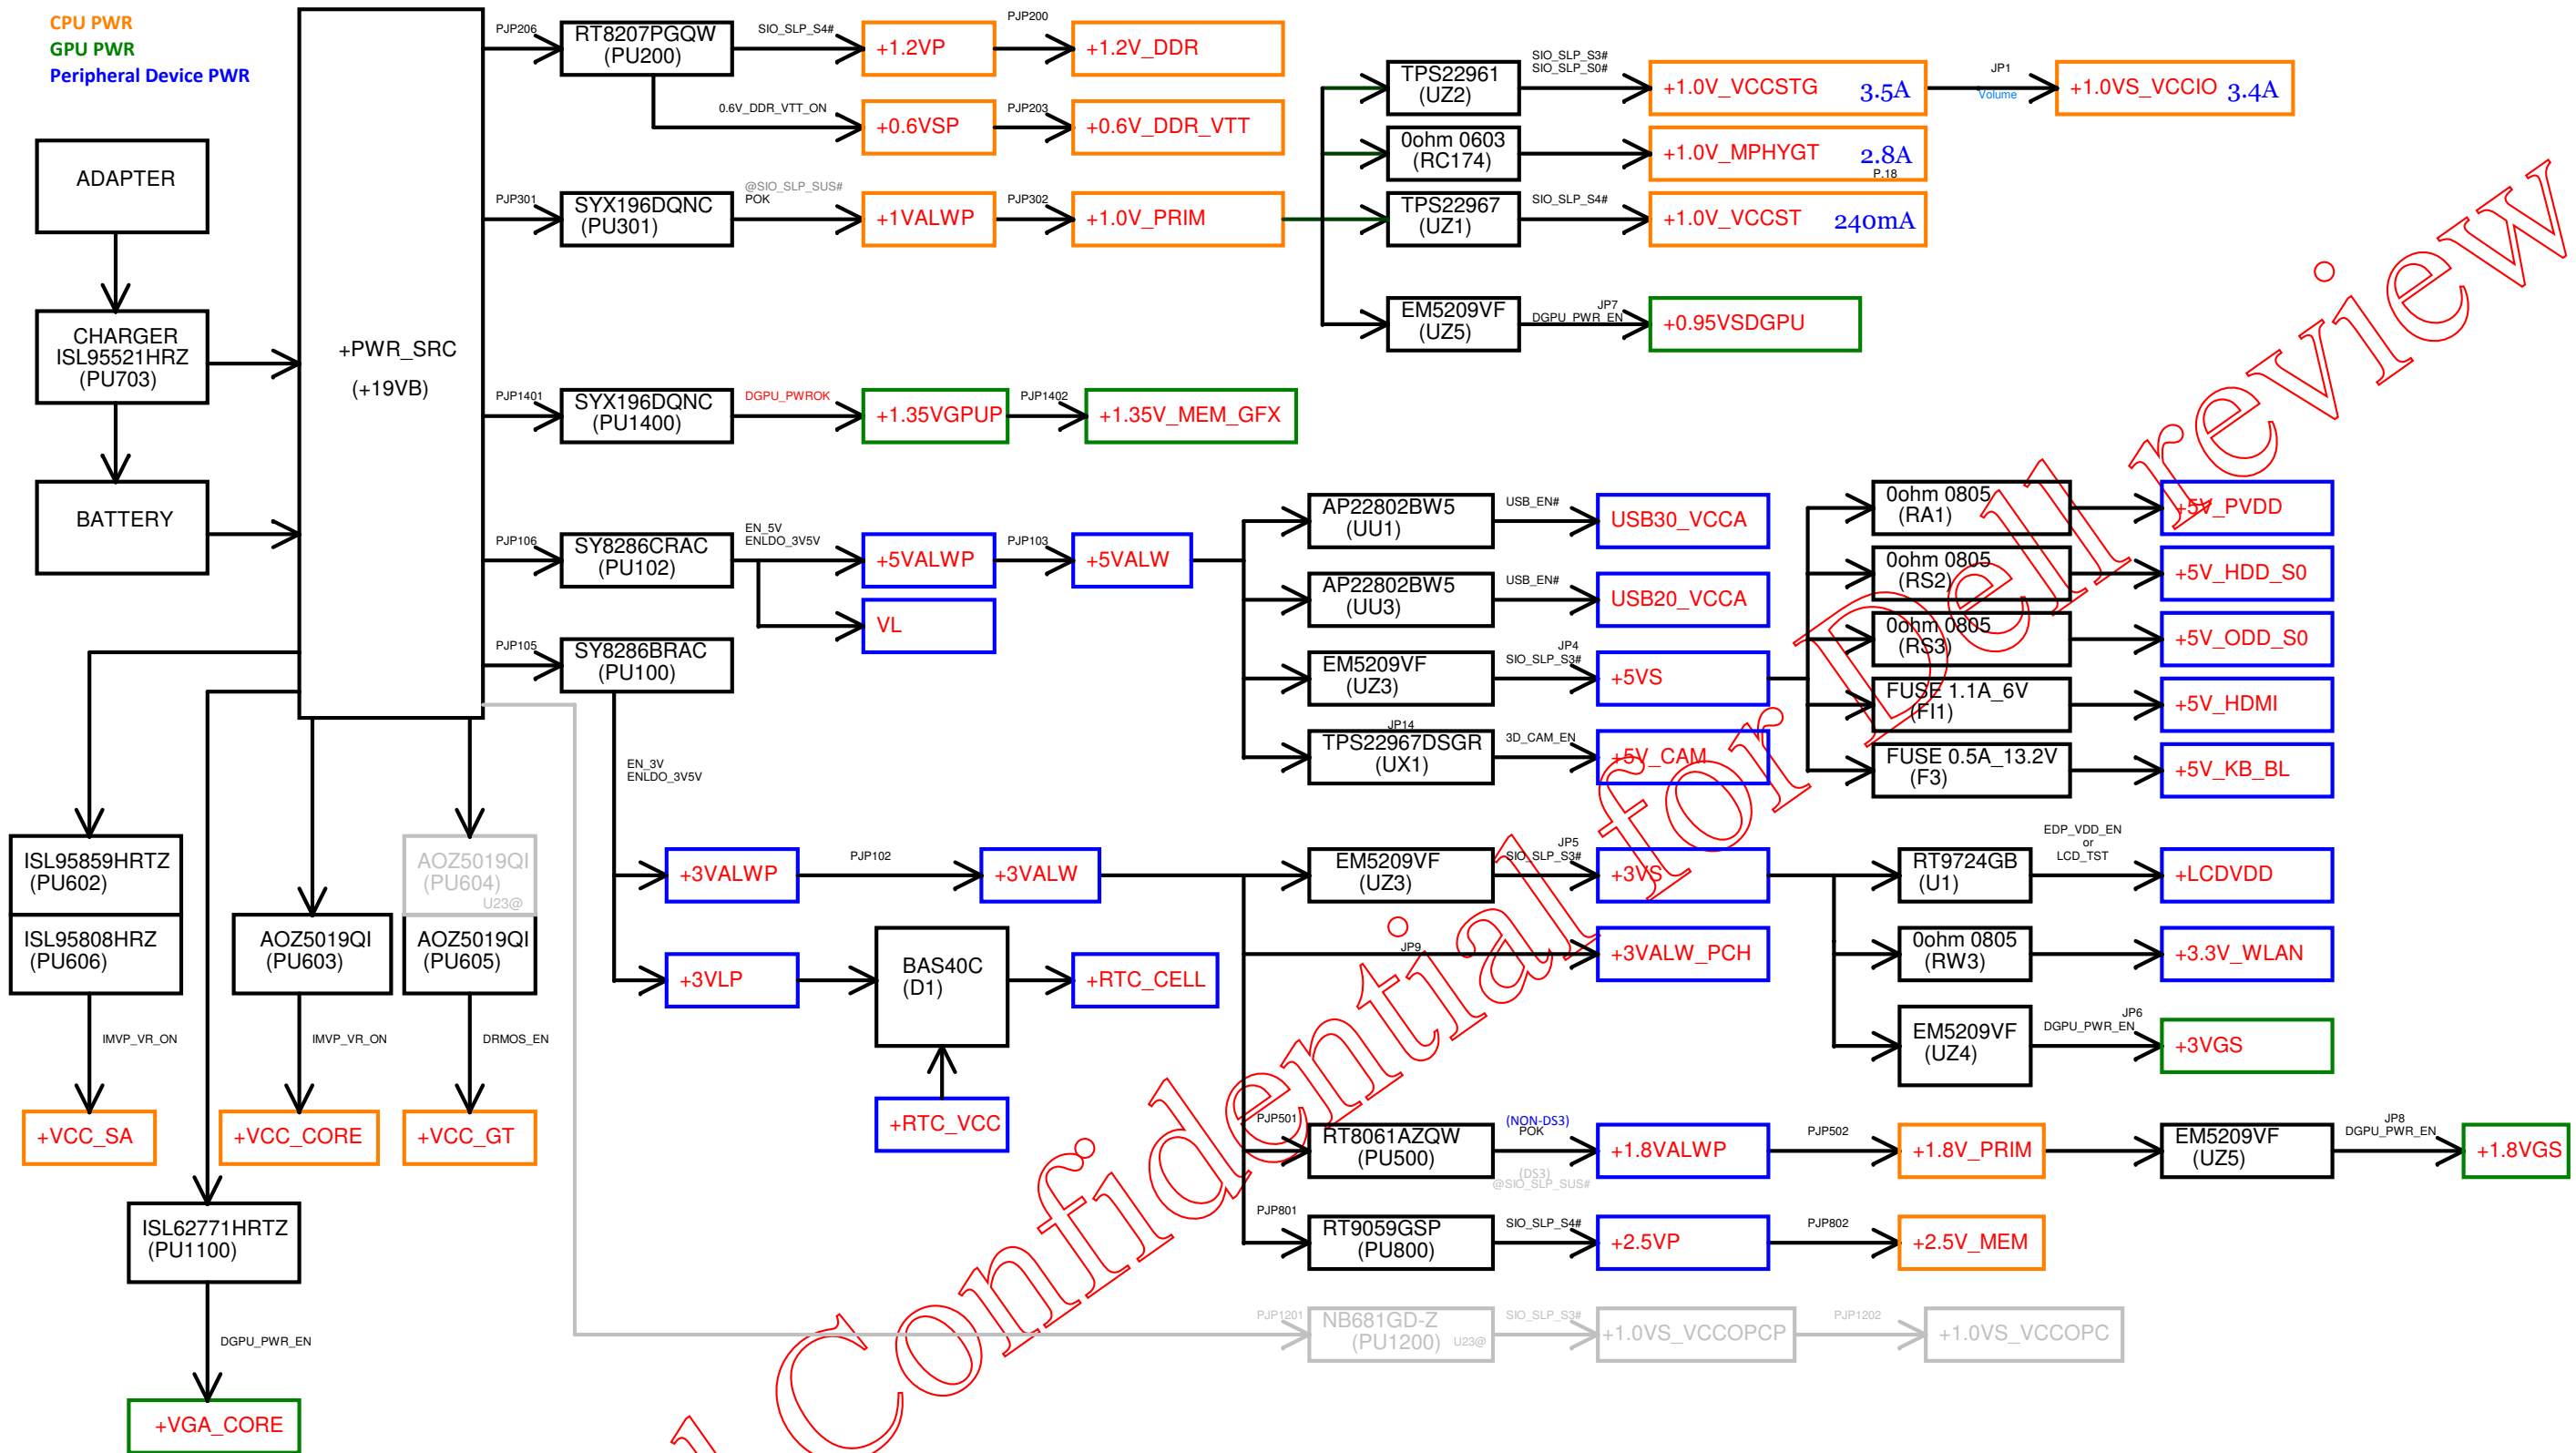 CPU PWR
GPU PWR
Peripheral Device PWR
ADAPTER
CHARGER
ISL95521HRZ
(PU703)
BATTERY
+PWR_SRC
(+19VB)
PJP206
RT8207PGQW
(PU200)
SIO_SLP_S4#
+1.2VP
PJP200
+1.2V_DDR
0.6V_DDR_VTT_ON
+0.6VSP
PJP203
+0.6V_DDR_VTT
PJP301
SYX196DQNC
(PU301)
@SIO_SLP_SUS#
POK
+1VALWP
PJP302
+1.0V_PRIM
TPS22961
(UZ2)
SIO_SLP_S3#
SIO_SLP_S0#
+1.0V_VCCSTG 3.5A
JP1
Volume
+1.0VS_VCCIO 3.4A
0ohm 0603
(RC174)
+1.0V_MPHYGT 2.8A
P.18
TPS22967
(UZ1)
SIO_SLP_S4#
+1.0V_VCCST 240mA
EM5209VF
(UZ5)
JP7
DGPU_PWR_EN
+0.95VSDGPU
PJP1401
SYX196DQNC
(PU1400)
DGPU_PWROK
+1.35VGPUP
PJP1402
+1.35V_MEM_GFX
PJP106
SY8286CRAC
(PU102)
EN_5V
ENLDO_3V5V
+5VALWP
PJP103
+5VALW
VL
AP22802BW5
(UU1)
USB_EN#
USB30_VCCA
AP22802BW5
(UU3)
USB_EN#
USB20_VCCA
EM5209VF
(UZ3)
JP4
SIO_SLP_S3#
+5VS
JP14
TPS22967DSGR
(UX1)
3D_CAM_EN
+5V_CAM
0ohm 0805
(RA1)
+5V_PVDD
0ohm 0805
(RS2)
+5V_HDD_S0
0ohm 0805
(RS3)
+5V_ODD_S0
FUSE 1.1A_6V
(FI1)
+5V_HDMI
FUSE 0.5A_13.2V
(F3)
+5V_KB_BL
PJP105
SY8286BRAC
(PU100)
EN_3V
ENLDO_3V5V
+3VALWP
PJP102
+3VALW
EM5209VF
(UZ3)
JP5
SIO_SLP_S3#
+3VS
RT9724GB
(U1)
EDP_VDD_EN
or
LCD_TST
+LCDVDD
0ohm 0805
(RW3)
+3.3V_WLAN
EM5209VF
(UZ4)
JP6
DGPU_PWR_EN
+3VGS
JP9
+3VALW_PCH
+3VLP
BAS40C
(D1)
+RTC_CELL
+RTC_VCC
PJP501
RT8061AZQW
(PU500)
(NON-DS3)
POK
(DS3)
@SIO_SLP_SUS#
+1.8VALWP
PJP502
+1.8V_PRIM
EM5209VF
(UZ5)
JP8
DGPU_PWR_EN
+1.8VGS
PJP801
RT9059GSP
(PU800)
SIO_SLP_S4#
+2.5VP
PJP802
+2.5V_MEM
PJP1201
NB681GD-Z
(PU1200) U23@
SIO_SLP_S3#
+1.0VS_VCCOPCP
PJP1202
+1.0VS_VCCOPC
ISL95859HRTZ
(PU602)
ISL95808HRZ
(PU606)
IMVP_VR_ON
+VCC_SA
AOZ5019QI
(PU603)
IMVP_VR_ON
+VCC_CORE
AOZ5019QI
(PU604)
U23@
AOZ5019QI
(PU605)
DRMOS_EN
+VCC_GT
ISL62771HRTZ
(PU1100)
DGPU_PWR_EN
+VGA_CORE
Confidential for Dell review